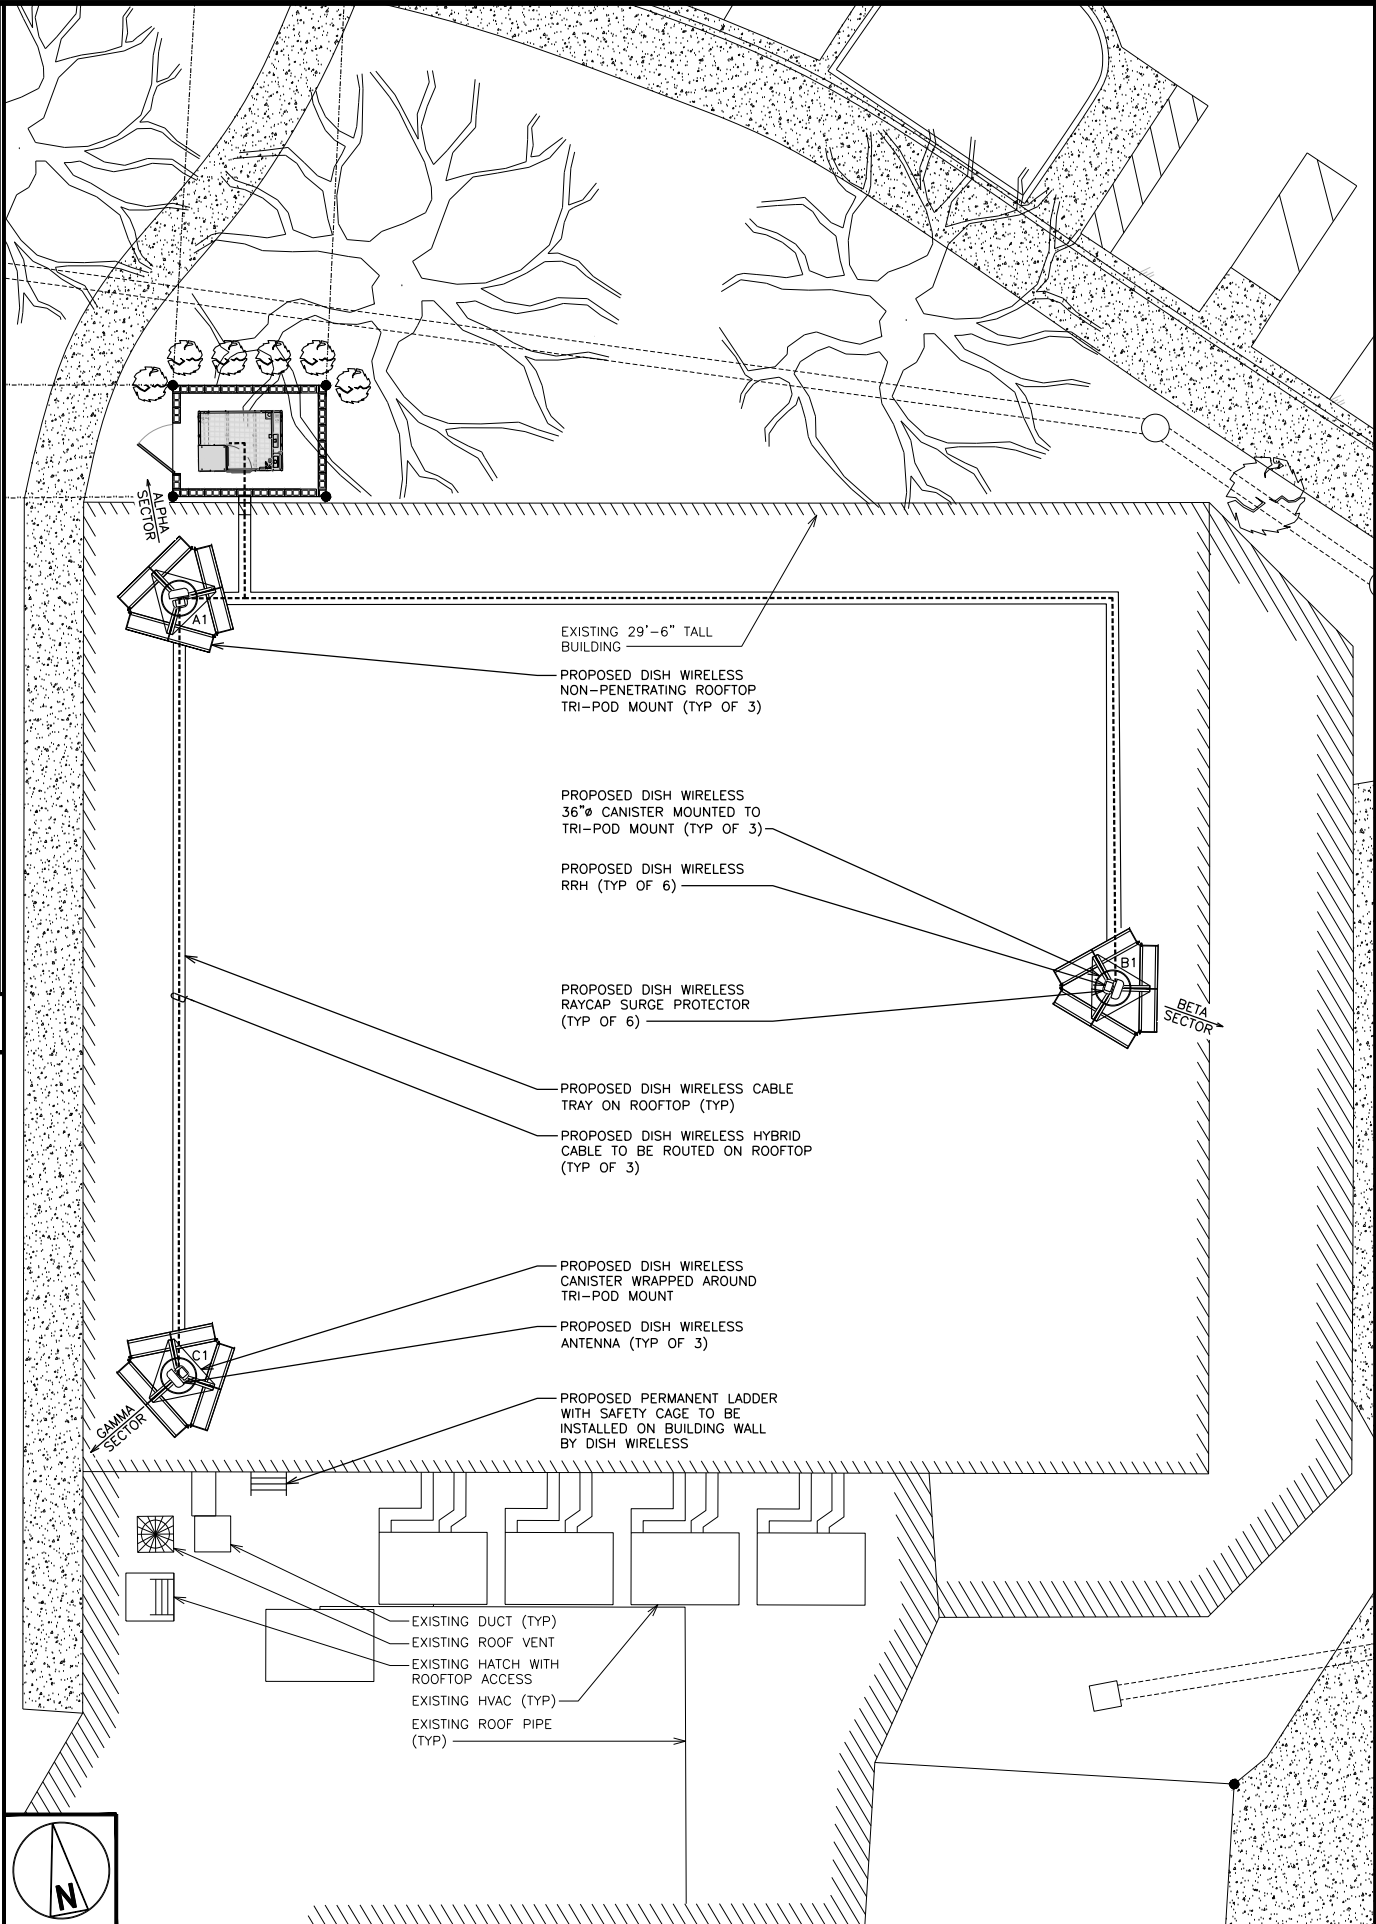 ALPHA
SECTOR
A1
EXISTING 29'-6" TALL
BUILDING
PROPOSED DISH WIRELESS
NON-PENETRATING ROOFTOP
TRI-POD MOUNT (TYP OF 3)
PROPOSED DISH WIRELESS
36"ø CANISTER MOUNTED TO
TRI-POD MOUNT (TYP OF 3)
PROPOSED DISH WIRELESS
RRH (TYP OF 6)
B1
BETA
SECTOR
PROPOSED DISH WIRELESS
RAYCAP SURGE PROTECTOR
(TYP OF 6)
PROPOSED DISH WIRELESS CABLE
TRAY ON ROOFTOP (TYP)
PROPOSED DISH WIRELESS HYBRID
CABLE TO BE ROUTED ON ROOFTOP
(TYP OF 3)
PROPOSED DISH WIRELESS
CANISTER WRAPPED AROUND
TRI-POD MOUNT
PROPOSED DISH WIRELESS
ANTENNA (TYP OF 3)
C1
GAMMA
SECTOR
PROPOSED PERMANENT LADDER
WITH SAFETY CAGE TO BE
INSTALLED ON BUILDING WALL
BY DISH WIRELESS
EXISTING DUCT (TYP)
EXISTING ROOF VENT
EXISTING HATCH WITH
ROOFTOP ACCESS
EXISTING HVAC (TYP)
EXISTING ROOF PIPE
(TYP)
N